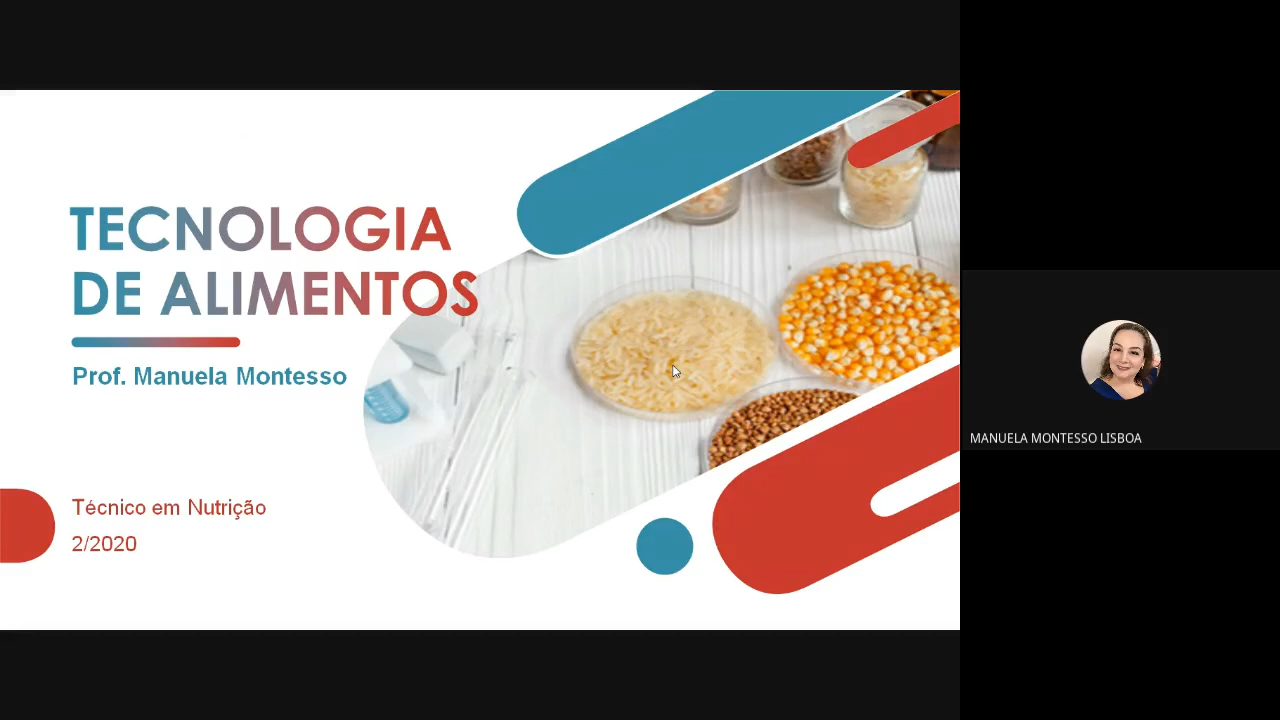 TECNOLOGIA
DE ALIMENTOS
Prof. Manuela Montesso
Técnico em Nutrição
2/2020
MANUELA MONTESSO LISBOA